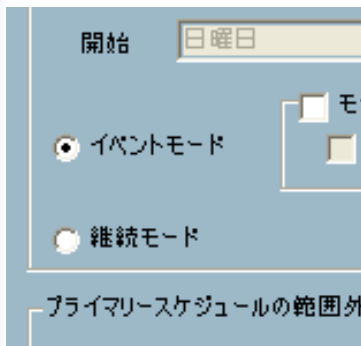 開始
日曜日
モ
イベントモード
継続モード
プライマリースケジュールの範囲外